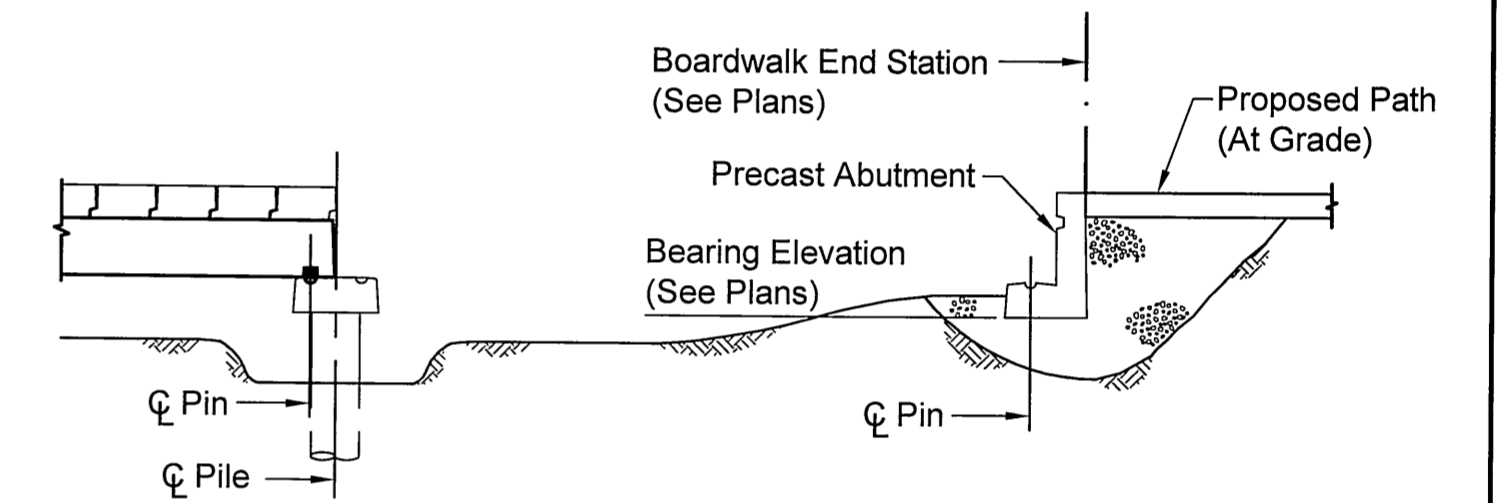 Boardwalk End Station
(See Plans)
Proposed Path
(At Grade)
Precast Abutment
Bearing Elevation
(See Plans)
℄ Pin
℄ Pin
℄ Pile